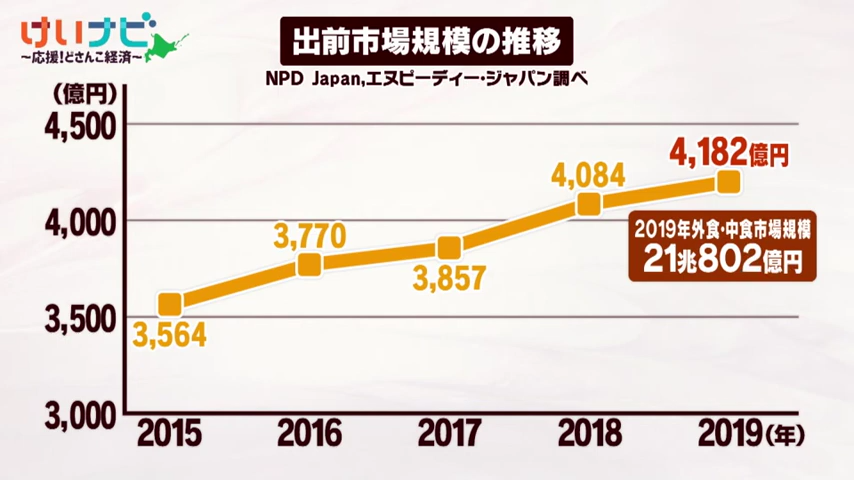 けいナビ
～応援！どさんこ経済～
出前市場規模の推移
NPD Japan,エヌピーディー・ジャパン調べ
(億円)
4,500
4,000
3,500
3,000
3,564
3,770
3,857
4,084
4,182億円
2019年外食・中食市場規模
21兆802億円
2015
2016
2017
2018
2019(年)